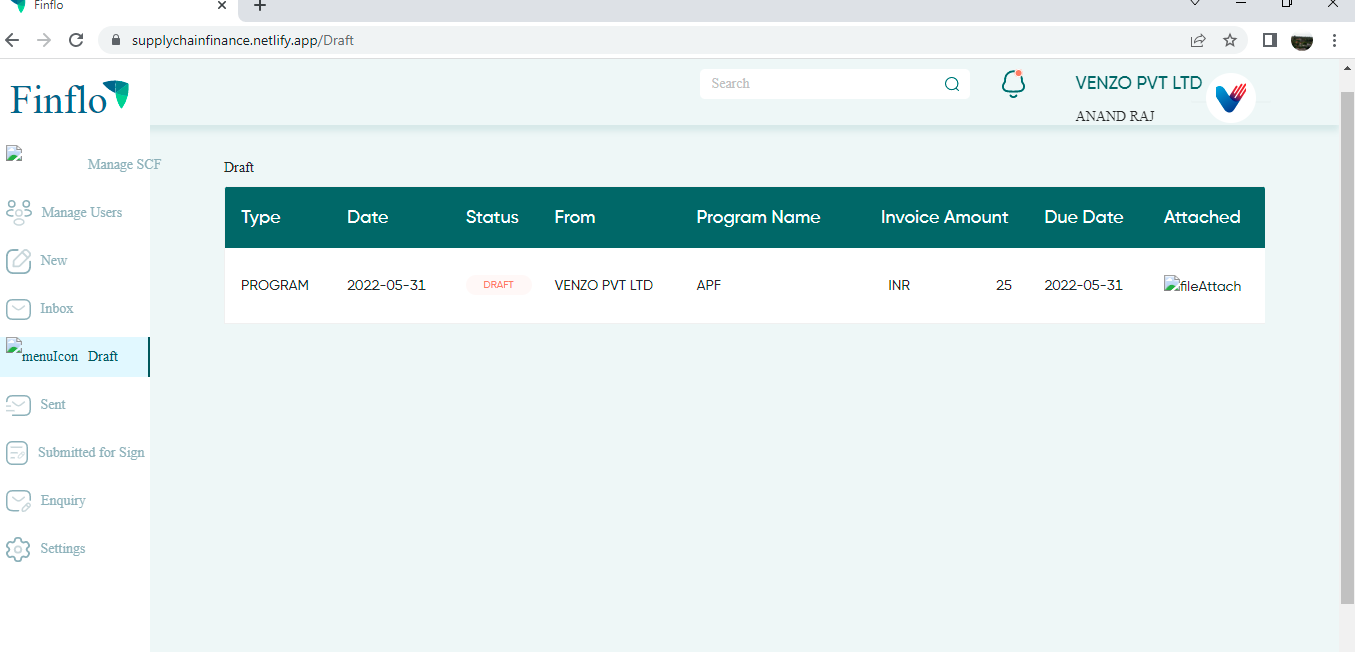 Finflo
supplychainfinance.netlify.app/Draft
Finflo
Search
VENZO PVT LTD
ANAND RAJ
Manage SCF
Manage Users
New
Inbox
menuIcon Draft
Sent
Submitted for Sign
Enquiry
Settings
Draft
Type Date Status From Program Name Invoice Amount Due Date Attached
PROGRAM 2022-05-31 DRAFT VENZO PVT LTD APF INR 25 2022-05-31 fileAttach